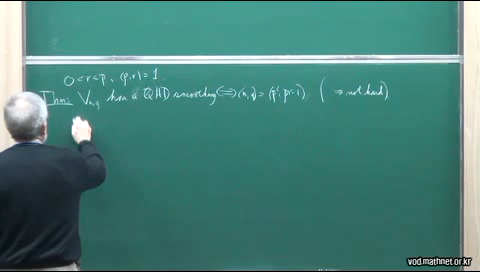 0 < r < p, (p,r) = 1.
Thm: V_{n,q} has a QHD smoothing ⟺ (n,q) = (p², pr-1) ( ⇒ not hard)
vod.mathnet.or.kr